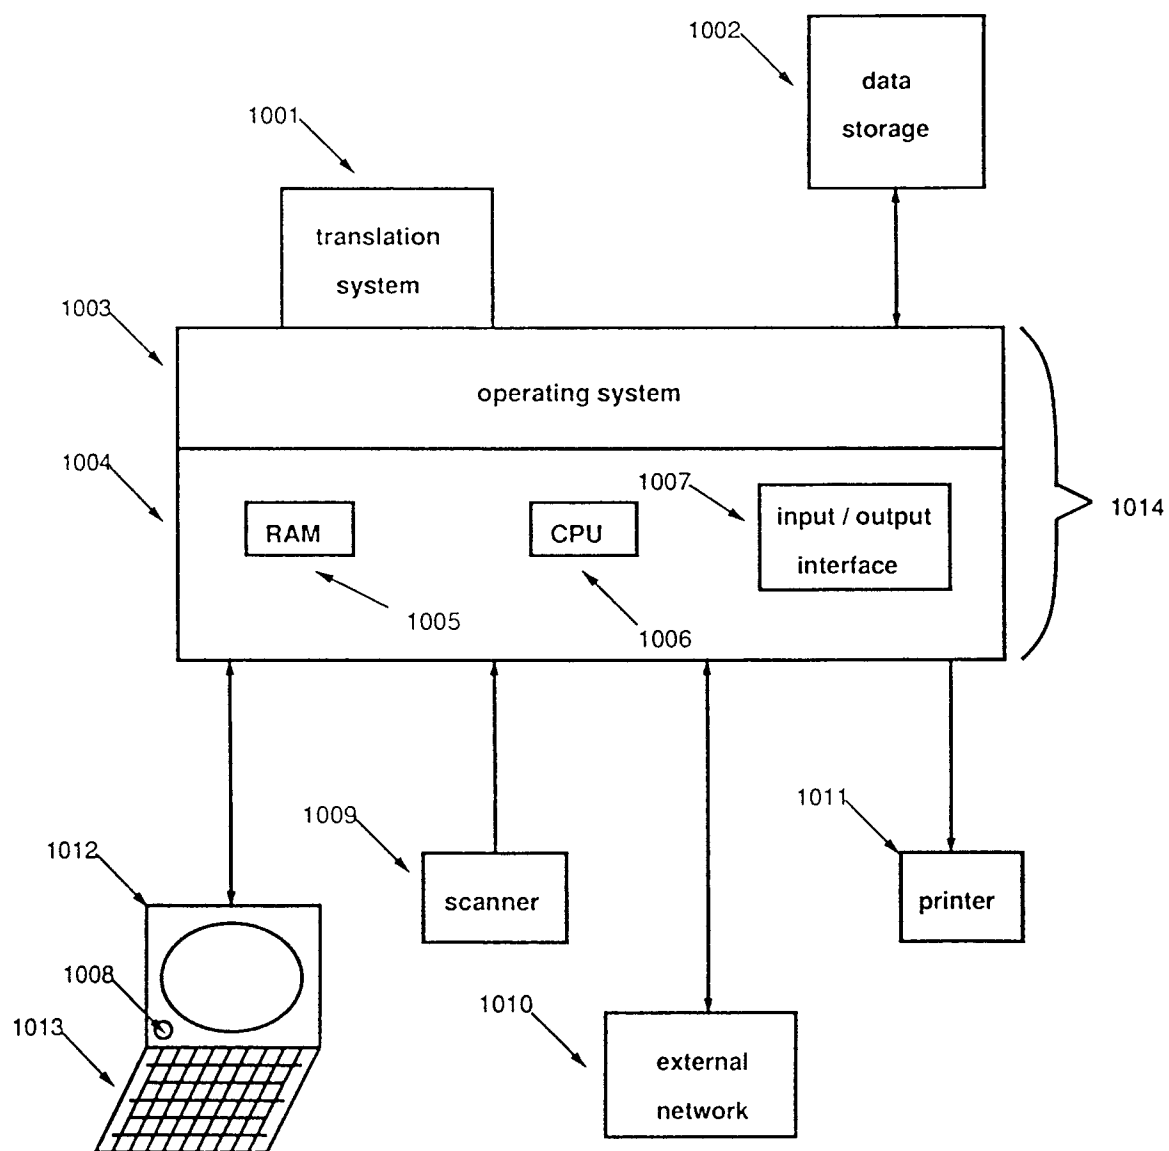 1002
data
storage
1001
translation
system
1003
operating system
1004
RAM
1005
CPU
1006
1007
input / output
interface
1014
1009
scanner
1011
printer
1012
1008
1013
1010
external
network